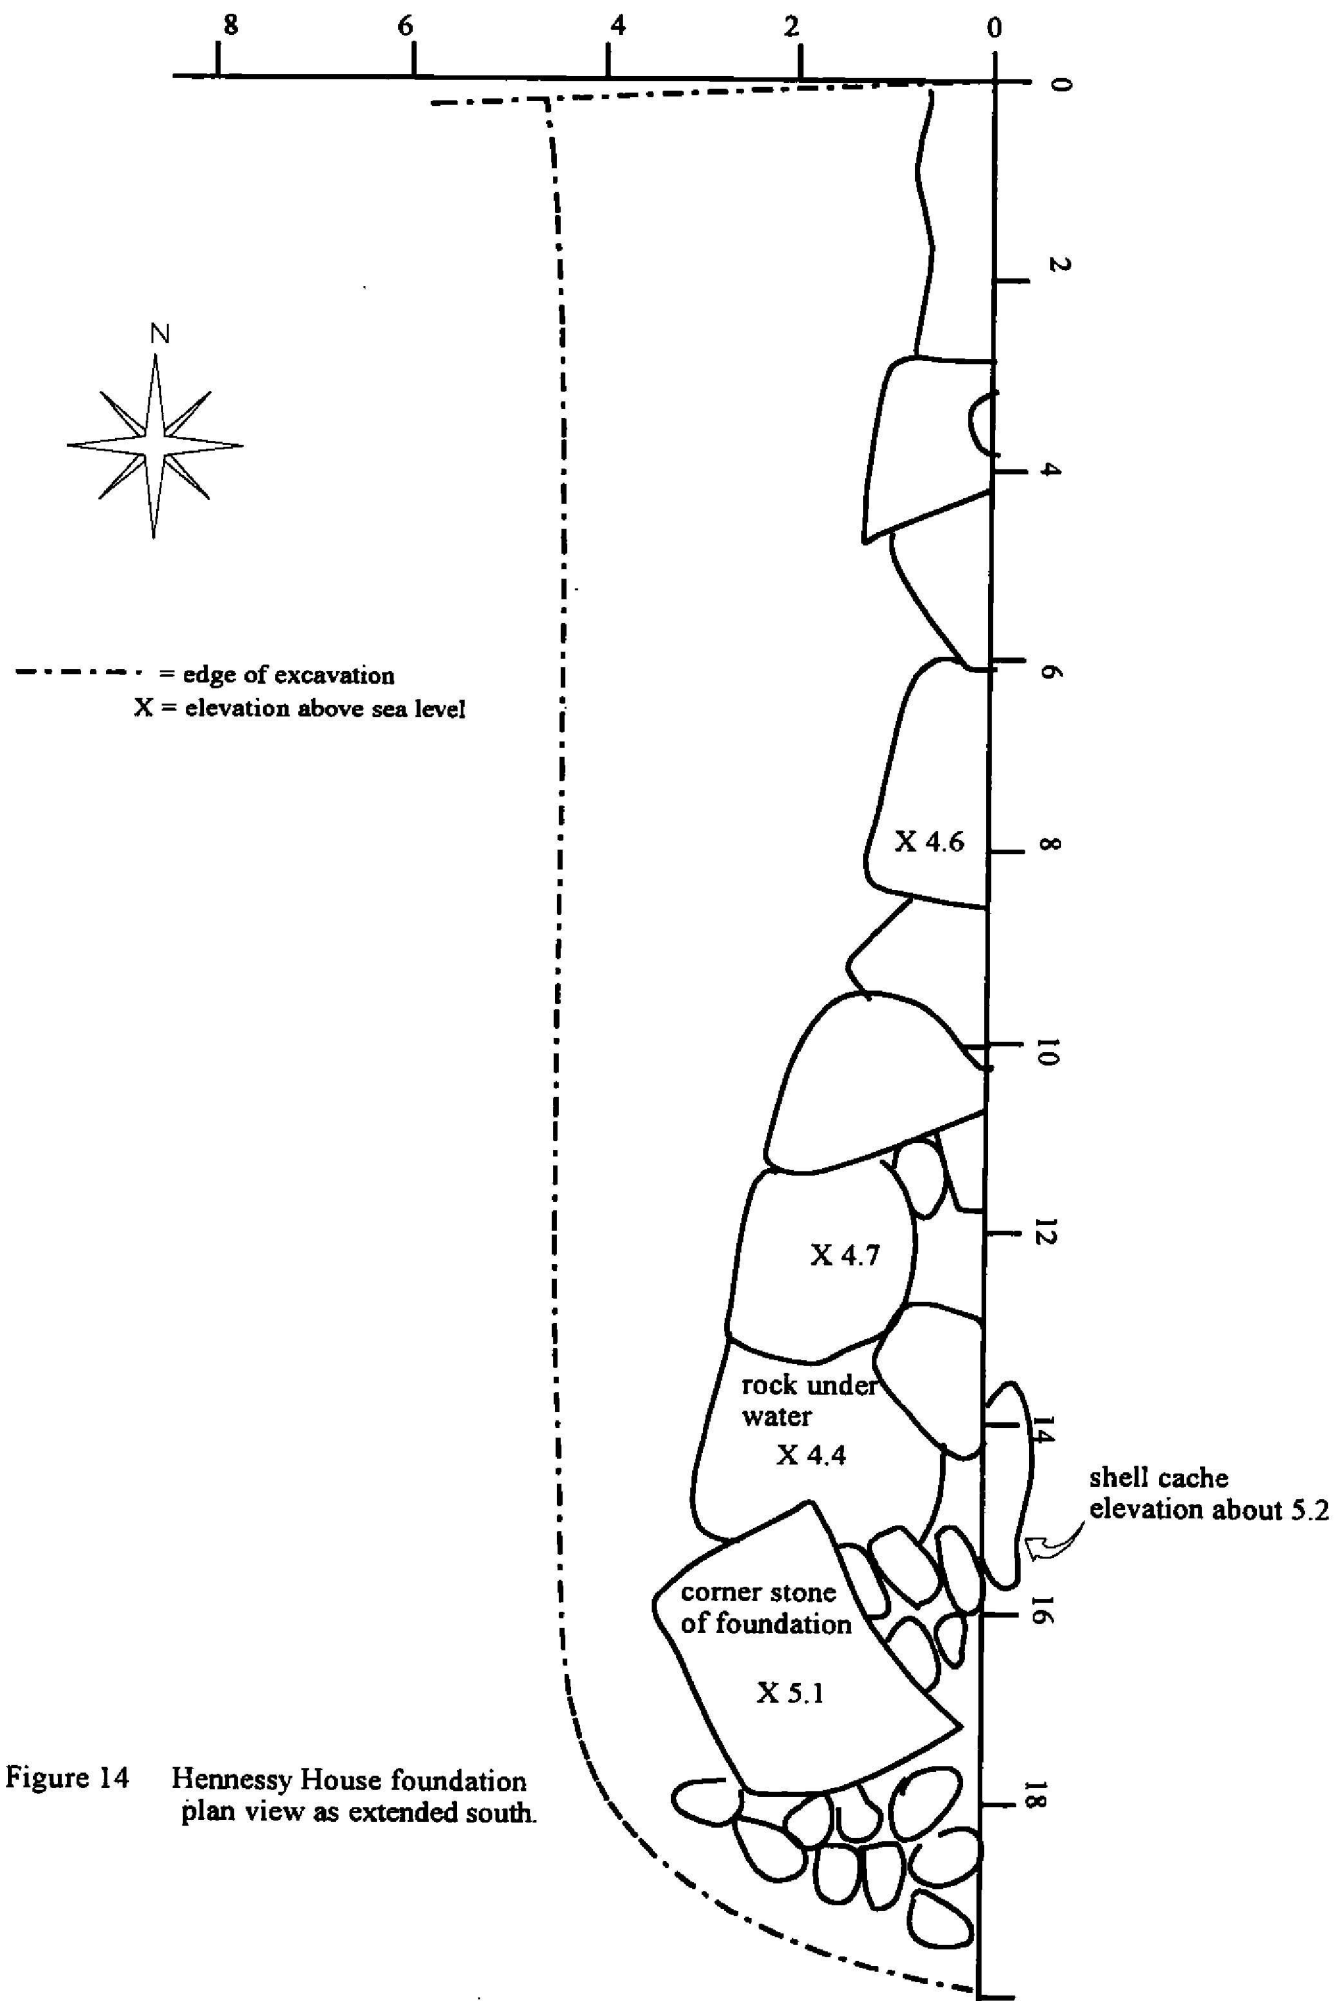 8 6 4 2 0
0
2
N
4
6
-·-·-·- = edge of excavation
X = elevation above sea level
X 4.6
8
10
12
X 4.7
rock under
water
14
X 4.4
shell cache
elevation about 5.2
corner stone
of foundation
16
X 5.1
Figure 14 Hennessy House foundation
plan view as extended south.
18